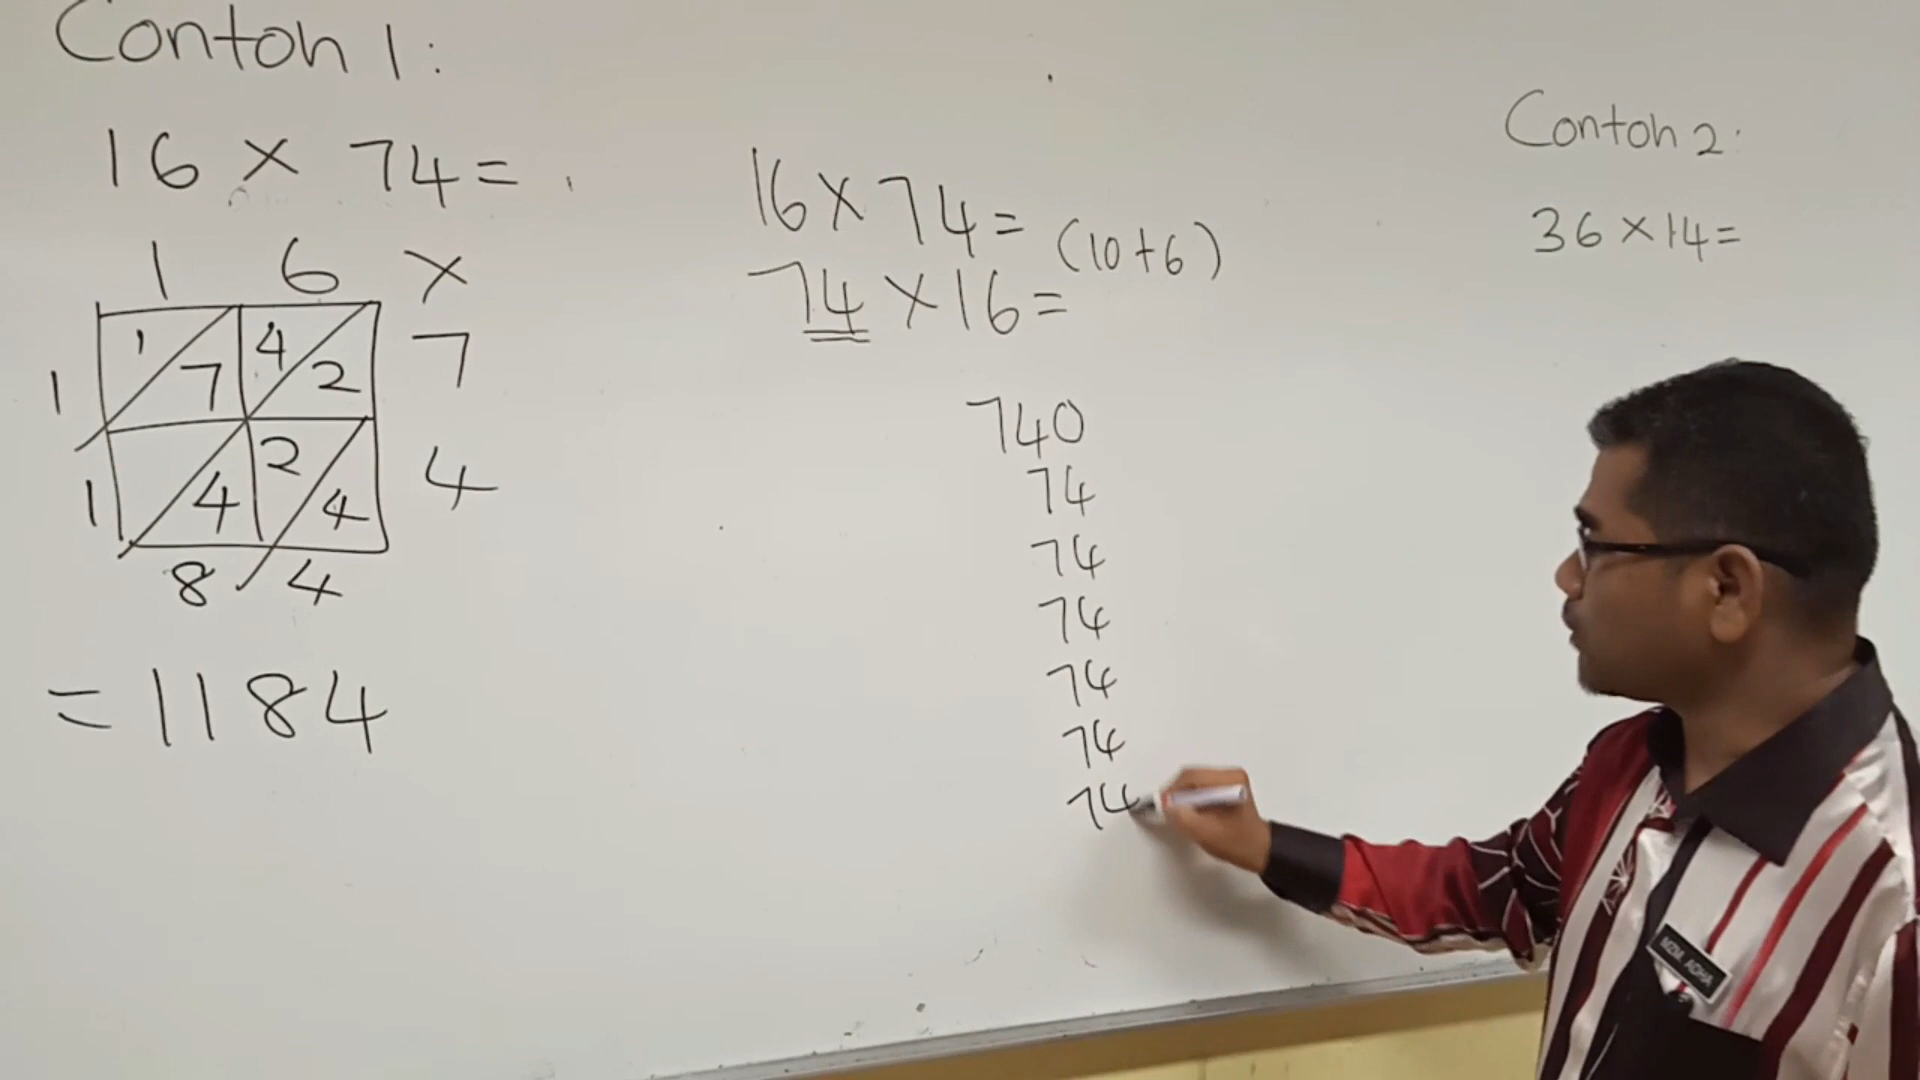 Contoh 1:
16 × 74 =
1 6 ×
1 7 4 2 7
1
4 2 4 4
1
8 4
= 1184
16 × 74 =
(10+6)
74 × 16 =
740
74
74
74
74
74
74
Contoh 2:
36 × 14 =